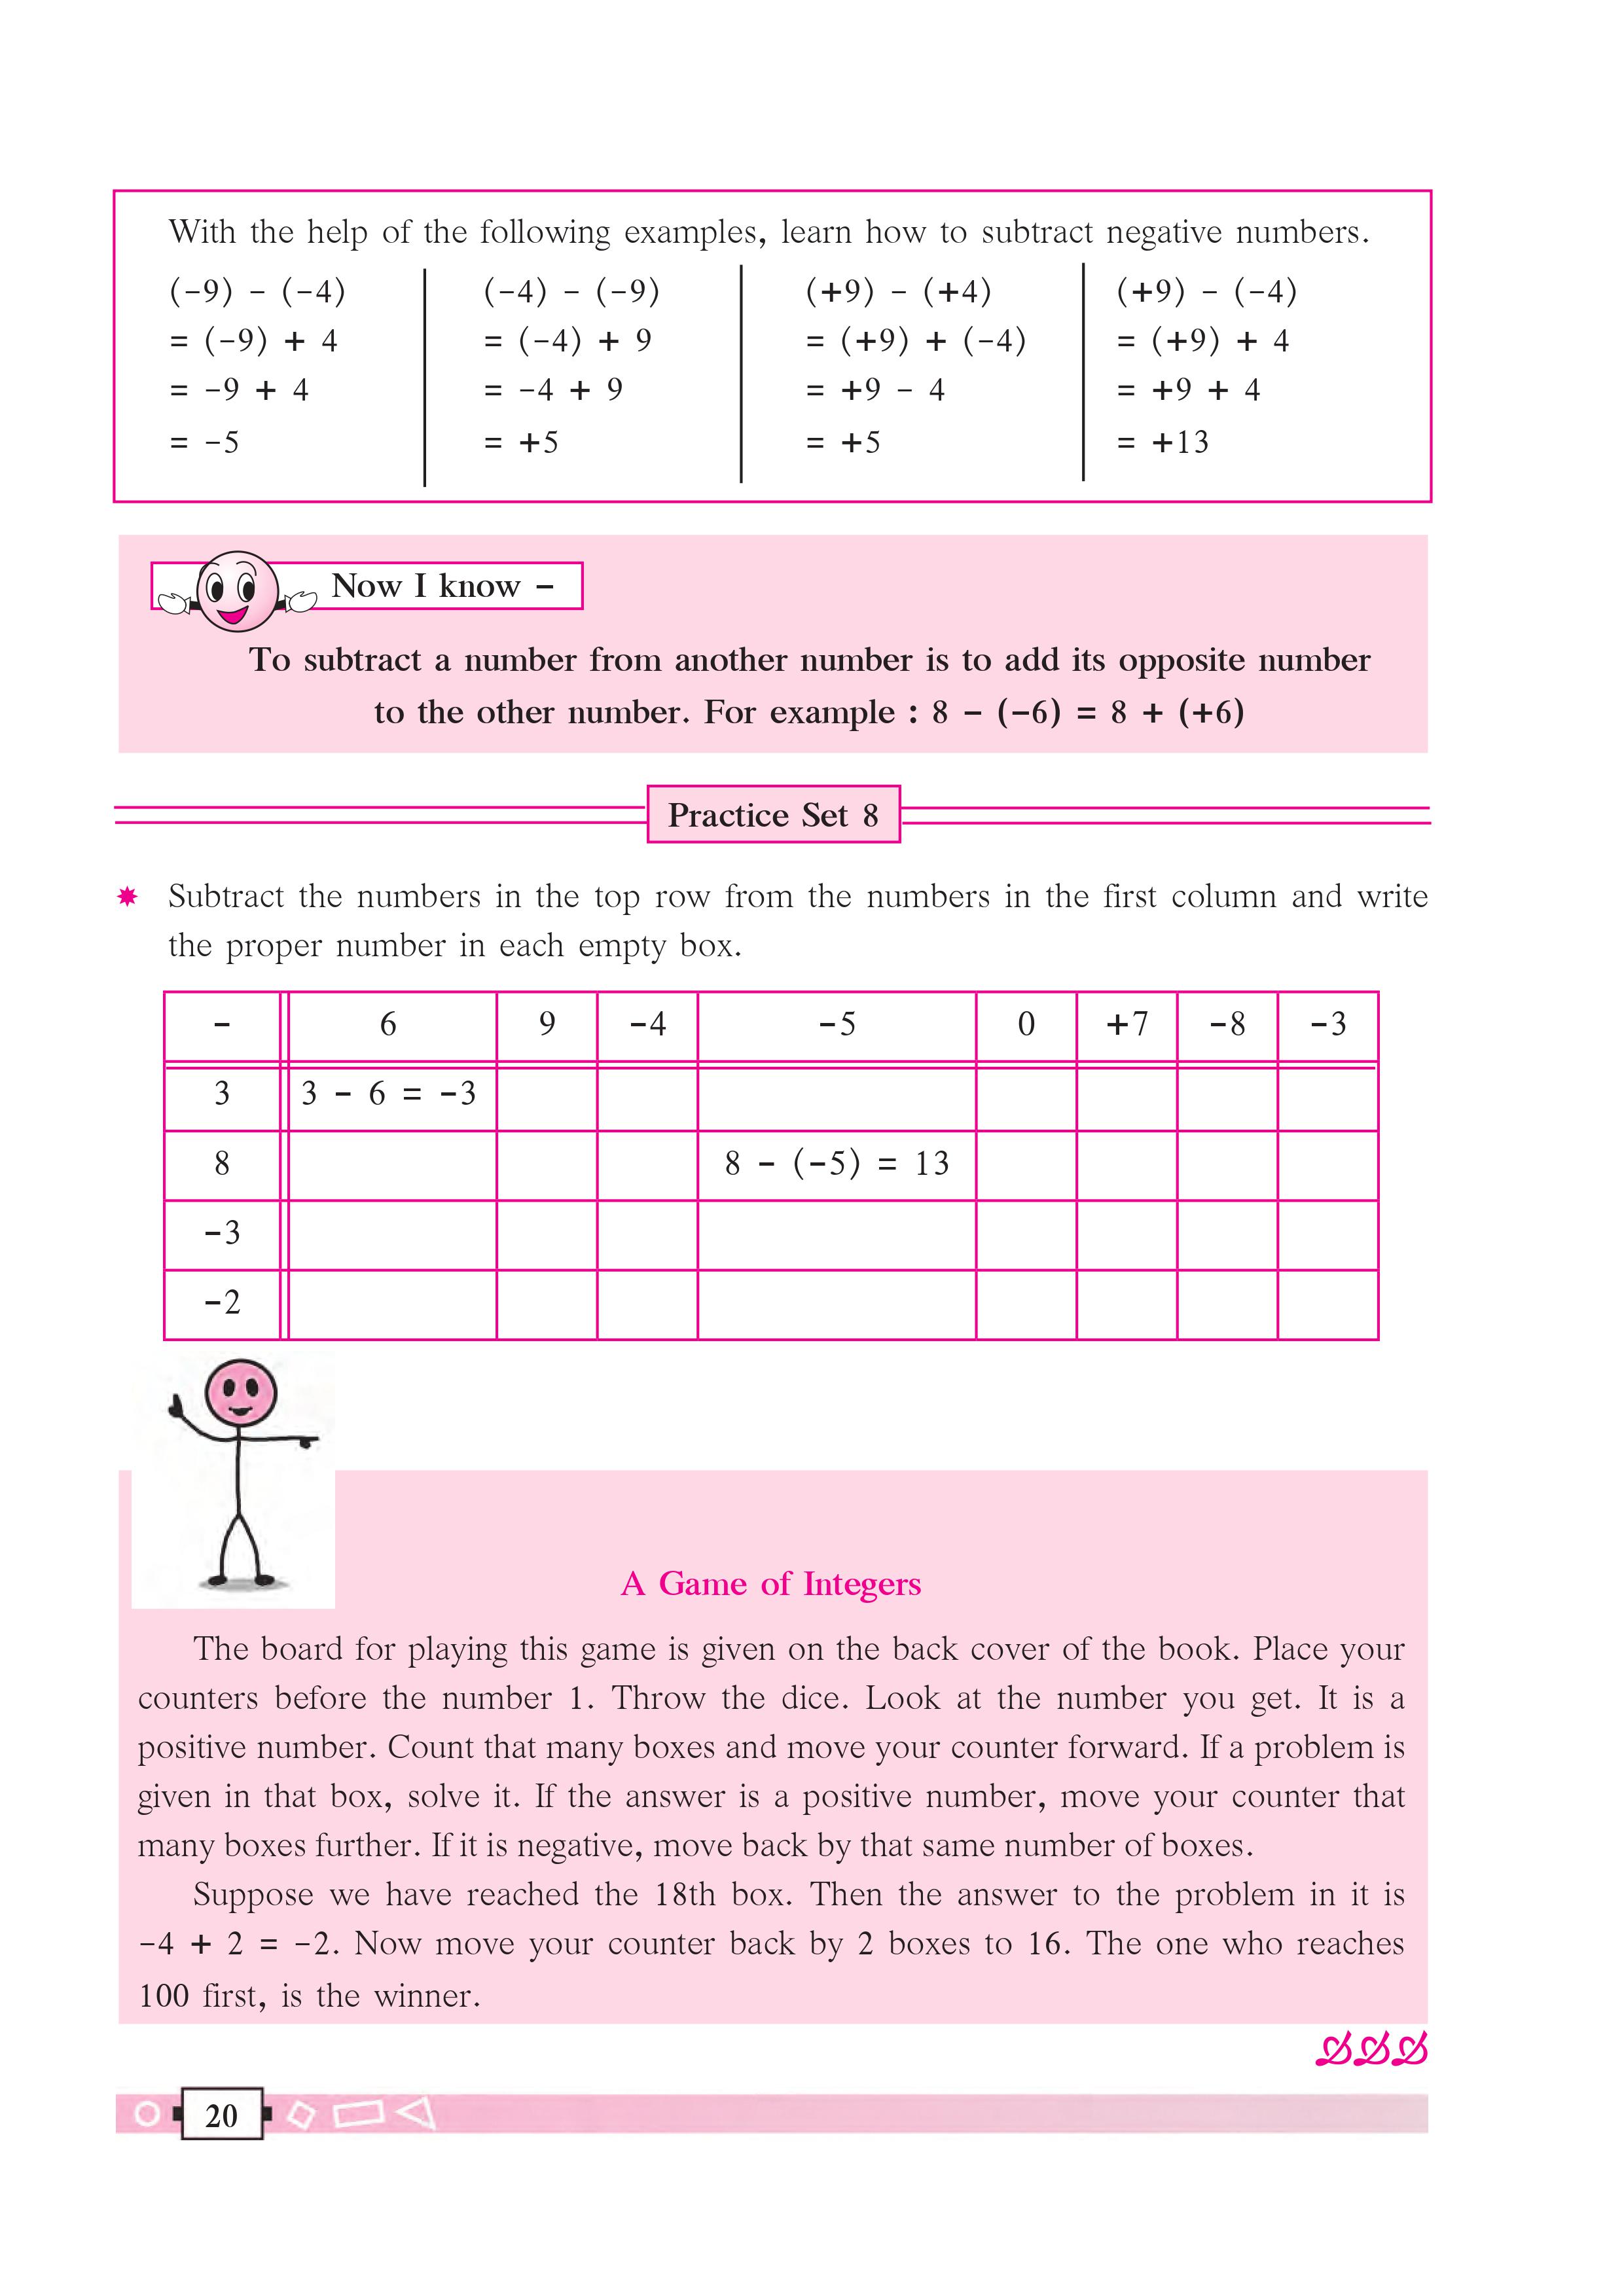 With the help of the following examples, learn how to subtract negative numbers.
(-9) - (-4)
= (-9) + 4
= -9 + 4
= -5
(-4) - (-9)
= (-4) + 9
= -4 + 9
= +5
(+9) - (+4)
= (+9) + (-4)
= +9 - 4
= +5
(+9) - (-4)
= (+9) + 4
= +9 + 4
= +13
Now I know -
To subtract a number from another number is to add its opposite number
to the other number. For example : 8 - (-6) = 8 + (+6)
Practice Set 8
Subtract the numbers in the top row from the numbers in the first column and write
the proper number in each empty box.
- 6 9 -4 -5 0 +7 -8 -3
3 3 - 6 = -3
8 8 - (-5) = 13
-3
-2
A Game of Integers
The board for playing this game is given on the back cover of the book. Place your
counters before the number 1. Throw the dice. Look at the number you get. It is a
positive number. Count that many boxes and move your counter forward. If a problem is
given in that box, solve it. If the answer is a positive number, move your counter that
many boxes further. If it is negative, move back by that same number of boxes.
Suppose we have reached the 18th box. Then the answer to the problem in it is
-4 + 2 = -2. Now move your counter back by 2 boxes to 16. The one who reaches
100 first, is the winner.
20